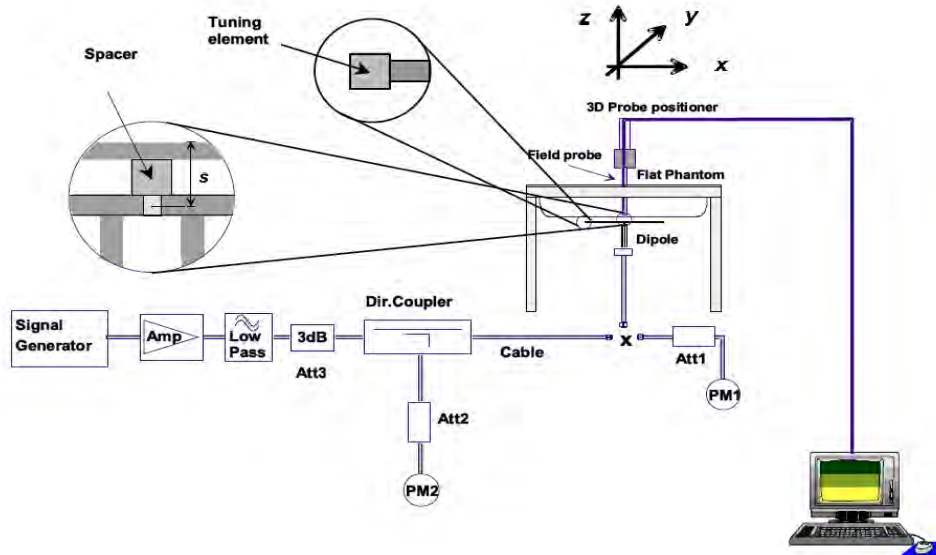 Tuning
element
Spacer
s
z
y
x
3D Probe positioner
Field probe
Flat Phantom
Dipole
Dir.Coupler
Signal
Generator
Amp
Low
Pass
3dB
Att3
Cable
x
Att1
PM1
Att2
PM2